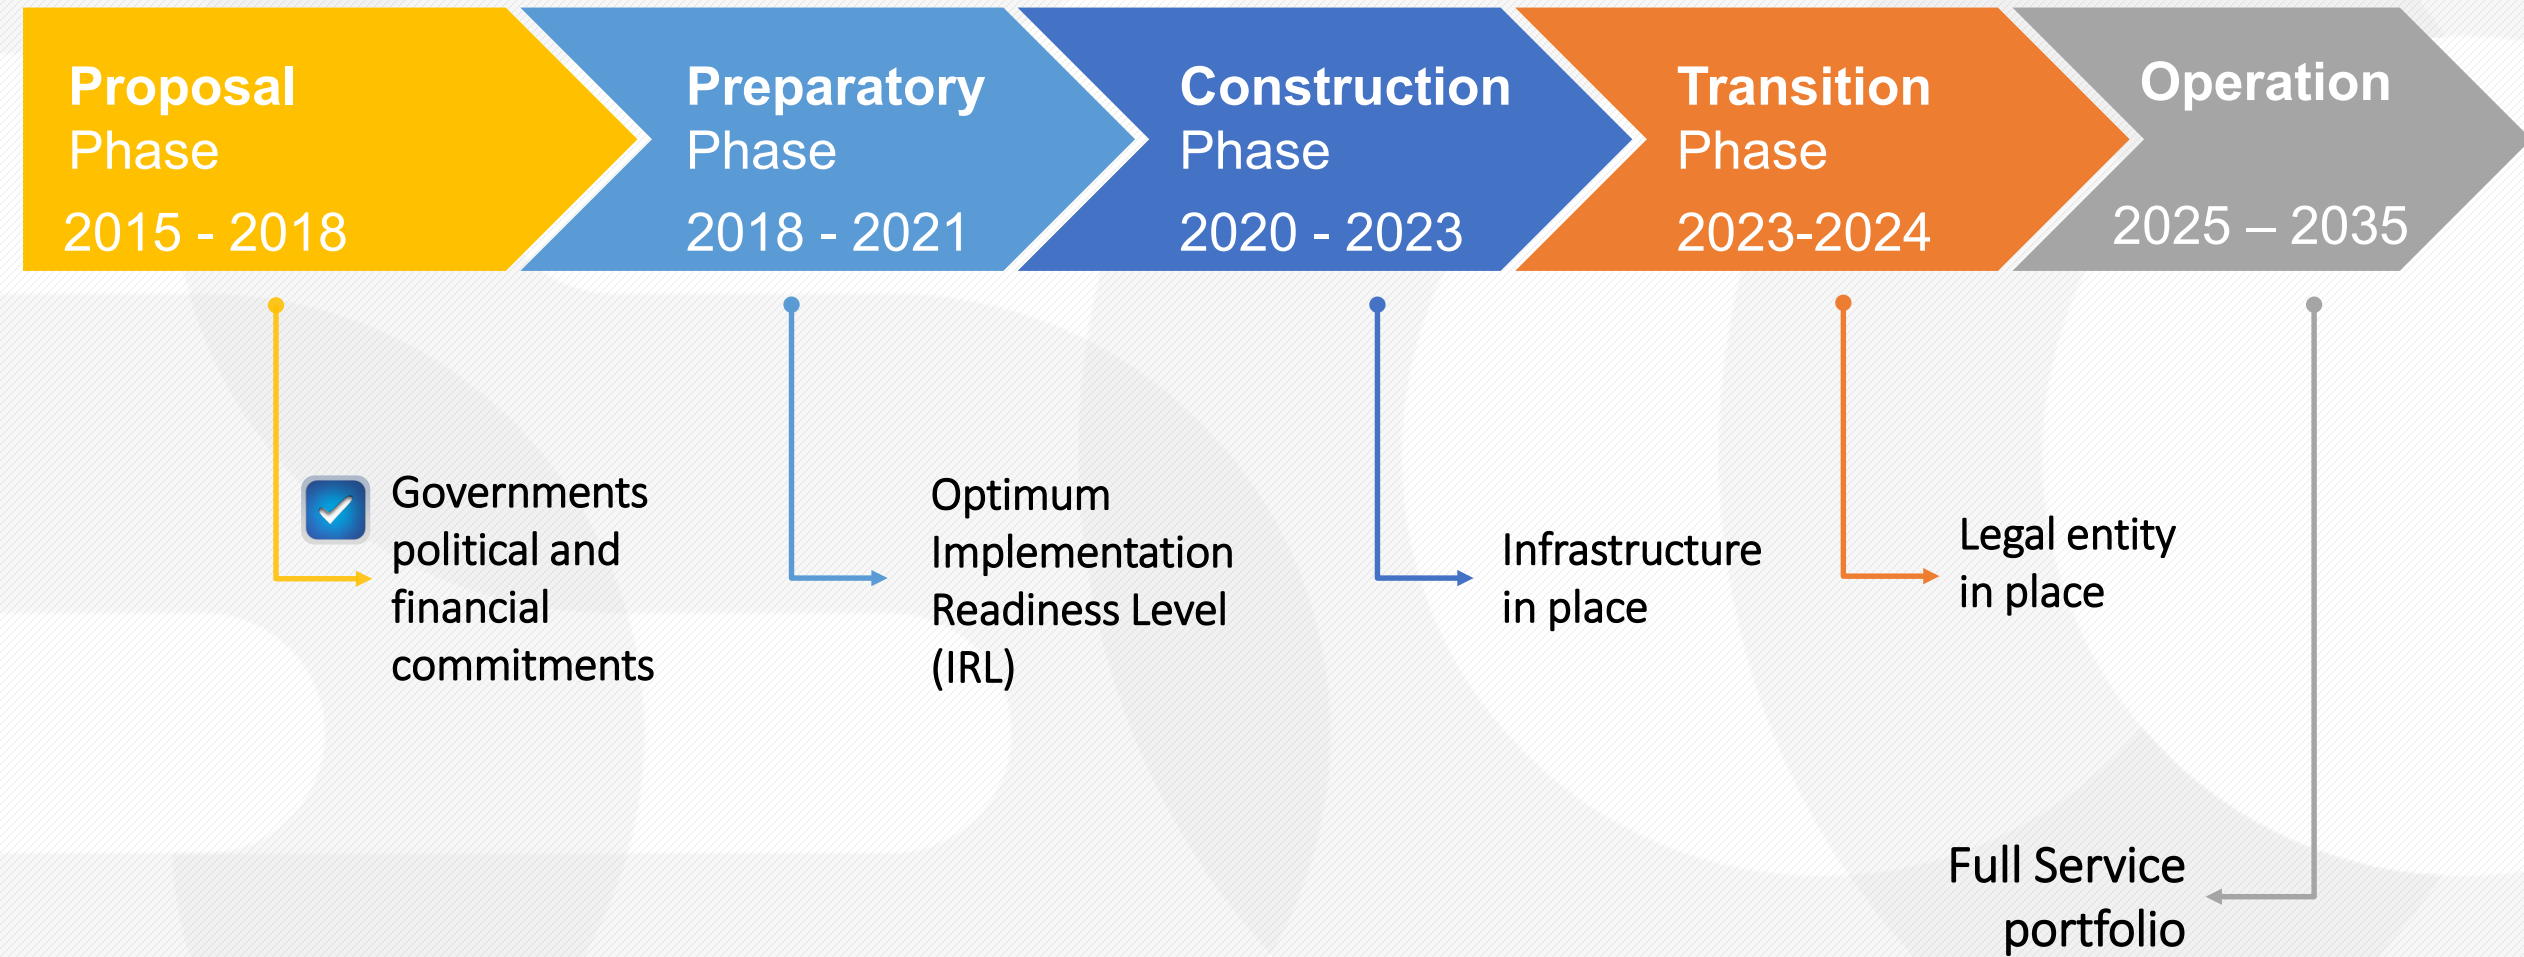 Proposal
Phase
2015 - 2018
Preparatory
Phase
2018 - 2021
Construction
Phase
2020 - 2023
Transition
Phase
2023-2024
Operation
2025 – 2035
Governments
political and
financial
commitments
Optimum
Implementation
Readiness Level
(IRL)
Infrastructure
in place
Legal entity
in place
Full Service
portfolio